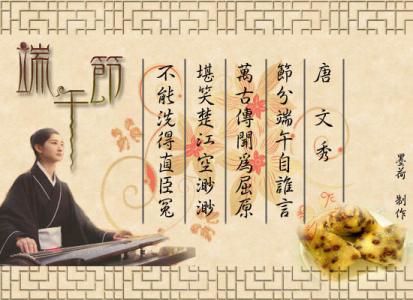 端午節
唐 文秀
節分端午自誰言
萬古傳聞為屈原
堪笑楚江空渺渺
不能洗得直臣冤
墨荷 制作